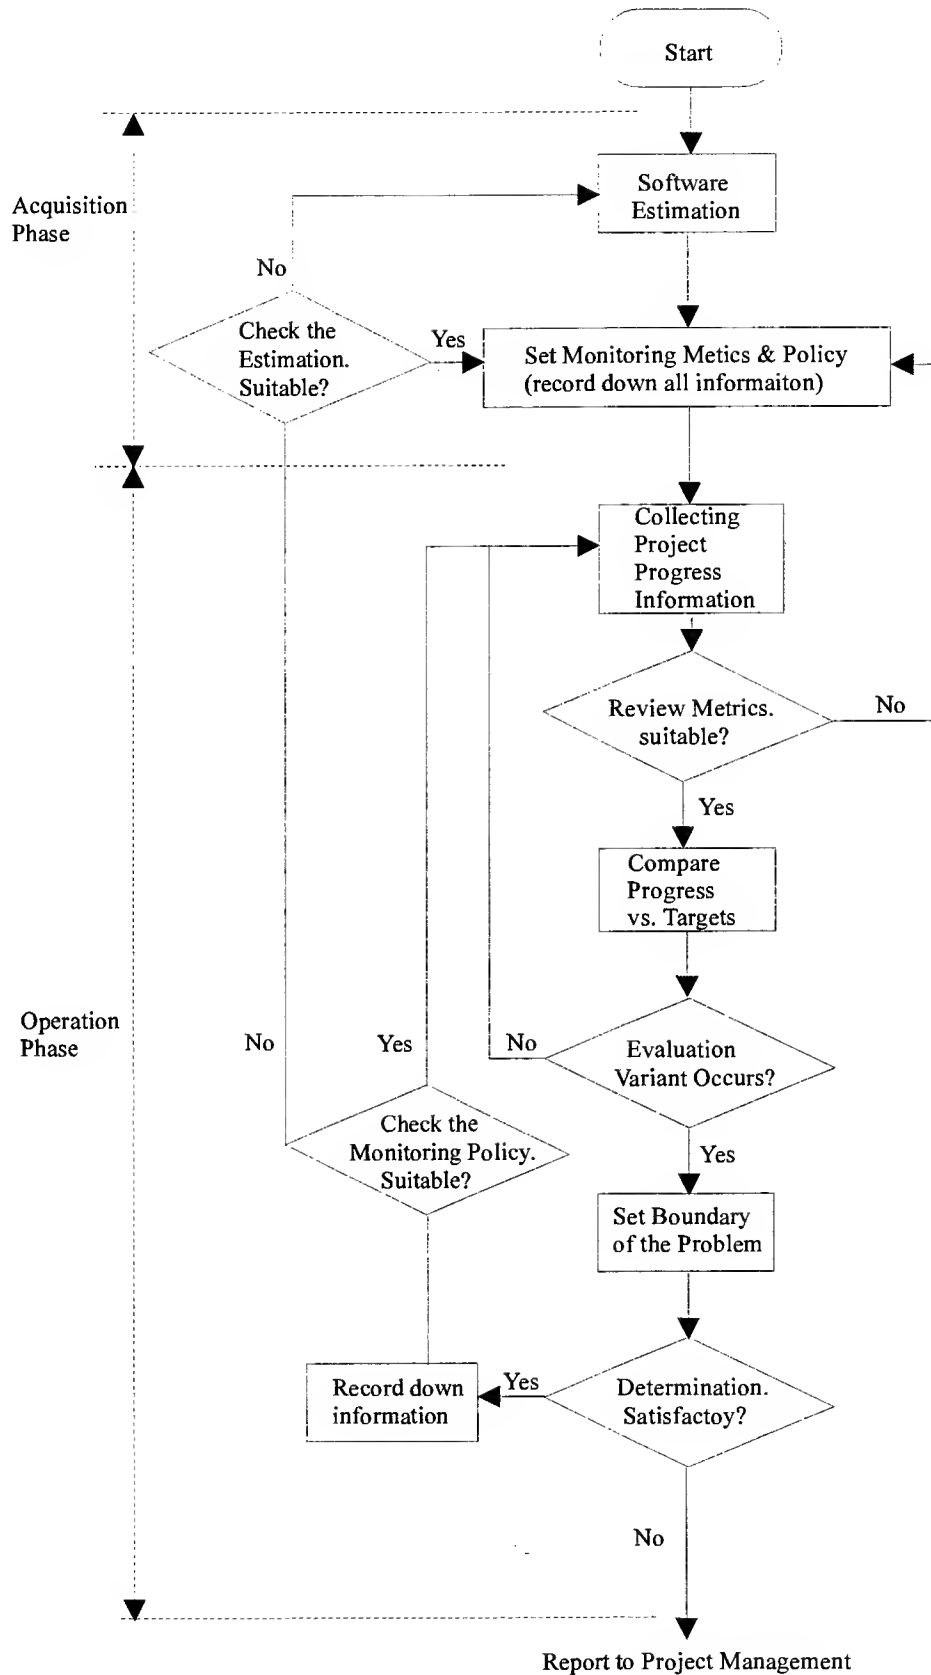 Start
Acquisition
Phase
Software
Estimation
No
Check the
Estimation.
Suitable?
Yes
Set Monitoring Metics & Policy
(record down all informaiton)
Collecting
Project
Progress
Information
Review Metrics.
suitable?
No
Yes
Compare
Progress
vs. Targets
Operation
Phase
No
Yes
No
Evaluation
Variant Occurs?
Check the
Monitoring Policy.
Suitable?
Yes
Set Boundary
of the Problem
Record down
information
Yes
Determination.
Satisfactoy?
No
Report to Project Management